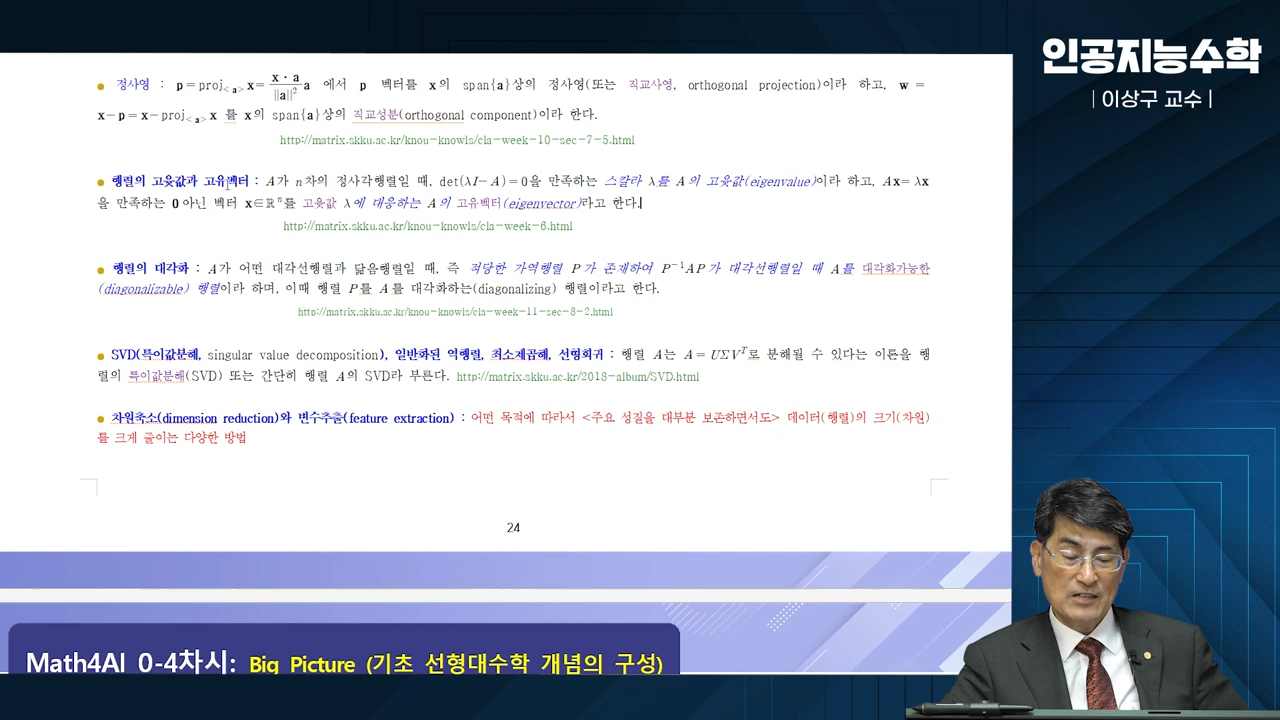 인공지능수학
| 이상구 교수 |
● 정사영 : p = proj<a>x = (x · a / ||a||²) a 에서 p 벡터를 x의 span{a}상의 정사영(또는 직교사영, orthogonal projection)이라 하고, w =
x−p = x−proj<a>x 를 x의 span{a}상의 직교성분(orthogonal component)이라 한다.
http://matrix.skku.ac.kr/knou-knowls/cla-week-10-sec-7-5.html
● 행렬의 고윳값과 고유벡터 : A가 n차의 정사각행렬일 때, det(λI−A)=0을 만족하는 스칼라 λ를 A의 고윳값(eigenvalue)이라 하고, Ax=λx
을 만족하는 0 아닌 벡터 x∈ℝⁿ를 고윳값 λ에 대응하는 A의 고유벡터(eigenvector)라고 한다.
http://matrix.skku.ac.kr/knou-knowls/cla-week-6.html
● 행렬의 대각화 : A가 어떤 대각선행렬과 닮을행렬일 때, 즉 적당한 가역행렬 P가 존재하여 P⁻¹AP가 대각선행렬일 때 A를 대각화가능한
(diagonalizable) 행렬이라 하며, 이때 행렬 P를 A를 대각화하는(diagonalizing) 행렬이라고 한다.
http://matrix.skku.ac.kr/knou-knowls/cla-week-11-sec-8-2.html
● SVD(특이값분해, singular value decomposition), 일반화된 역행렬, 최소제곱해, 선형회귀 : 행렬 A는 A = UΣVᵀ로 분해될 수 있다는 이론을 행
렬의 특이값분해(SVD) 또는 간단히 행렬 A의 SVD라 부른다. http://matrix.skku.ac.kr/2018-album/SVD.html
● 차원축소(dimension reduction)와 변수추출(feature extraction) : 어떤 목적에 따라서 <주요 성질을 대부분 보존하면서도> 데이터(행렬)의 크기(차원)
를 크게 줄이는 다양한 방법
24
Math4AI 0-4차시: Big Picture (기초 선형대수학 개념의 구성)